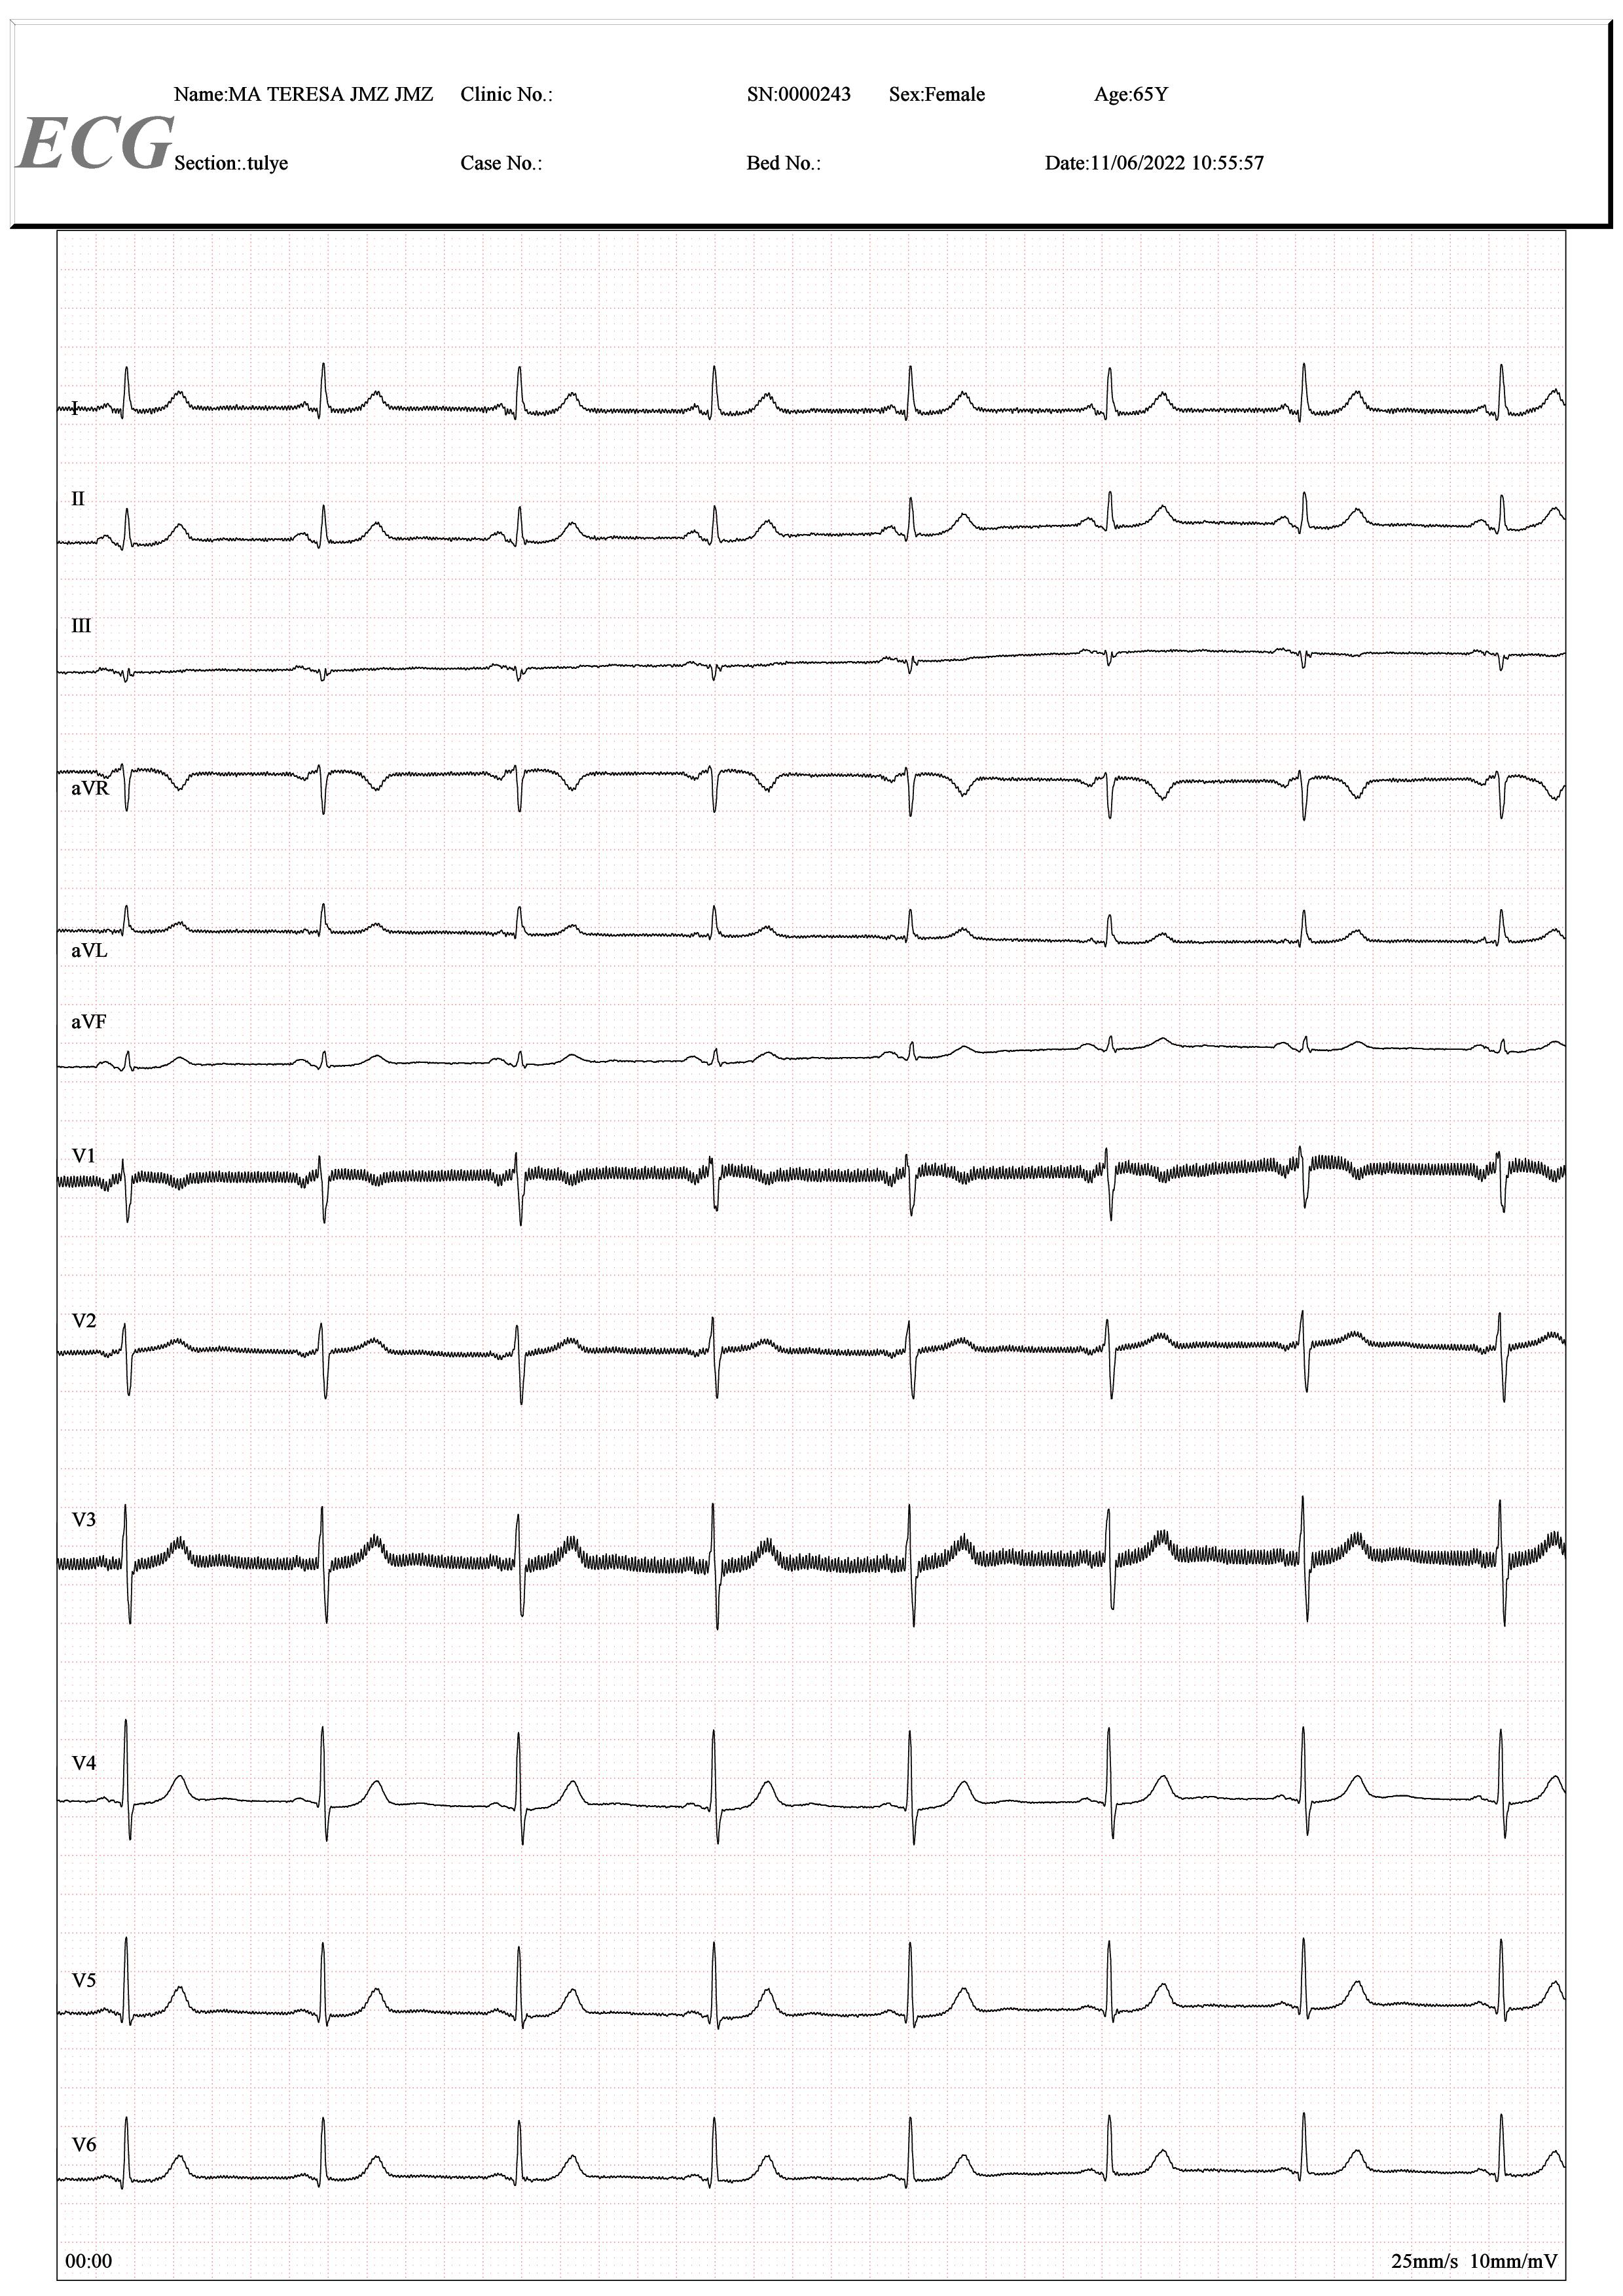 Name:MA TERESA JMZ JMZ Clinic No.: SN:0000243 Sex:Female Age:65Y
ECG
Section:.tulye Case No.: Bed No.: Date:11/06/2022 10:55:57
I
II
III
aVR
aVL
aVF
V1
V2
V3
V4
V5
V6
00:00 25mm/s 10mm/mV